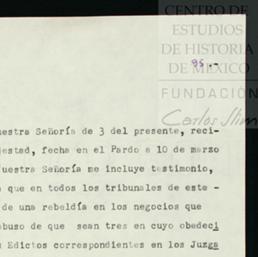 CENTRO DE
ESTUDIOS
DE HISTORIA
DE MÉXICO
95.-
FUNDACIÓN
Carlos Slim
uestra Señoría de 3 del presente, reci-
jestad, fecha en el Pardo a 10 de marzo
uestra Señoría me incluye testimonio,
que en todos los tribunales de este -
de una rebeldía en los negocios que
abuso de que sean tres en cuyo obedeci
Edictos correspondientes en los Juzga